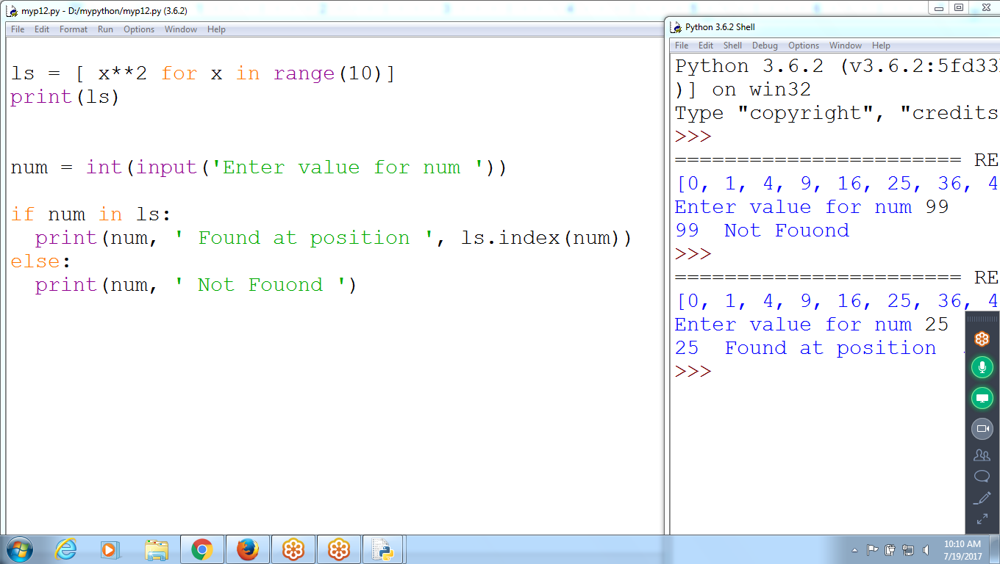 myp12.py - D:/mypython/myp12.py (3.6.2)
File Edit Format Run Options Window Help
ls = [ x**2 for x in range(10)]
print(ls)
num = int(input('Enter value for num '))
if num in ls:
print(num, ' Found at position ', ls.index(num))
else:
print(num, ' Not Fouond ')
Python 3.6.2 Shell
File Edit Shell Debug Options Window Help
Python 3.6.2 (v3.6.2:5fd33
)] on win32
Type "copyright", "credits
>>>
======================= RE
[0, 1, 4, 9, 16, 25, 36, 4
Enter value for num 99
99  Not Fouond
>>>
======================= RE
[0, 1, 4, 9, 16, 25, 36, 4
Enter value for num 25
25  Found at position
>>>
10:10 AM
7/19/2017